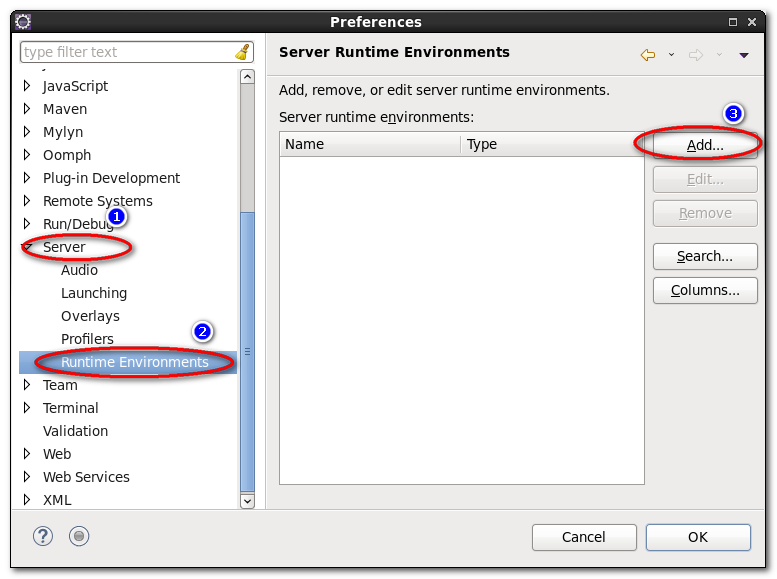 Preferences
type filter text
JavaScript
Maven
Mylyn
Oomph
Plug-in Development
Remote Systems
1
Run/Debug
Server
Audio
Launching
Overlays
2
Profilers
Runtime Environments
Team
Terminal
Validation
Web
Web Services
XML
Server Runtime Environments
Add, remove, or edit server runtime environments.
Server runtime environments:
Name Type
3
Add...
Edit...
Remove
Search...
Columns...
?
Cancel OK